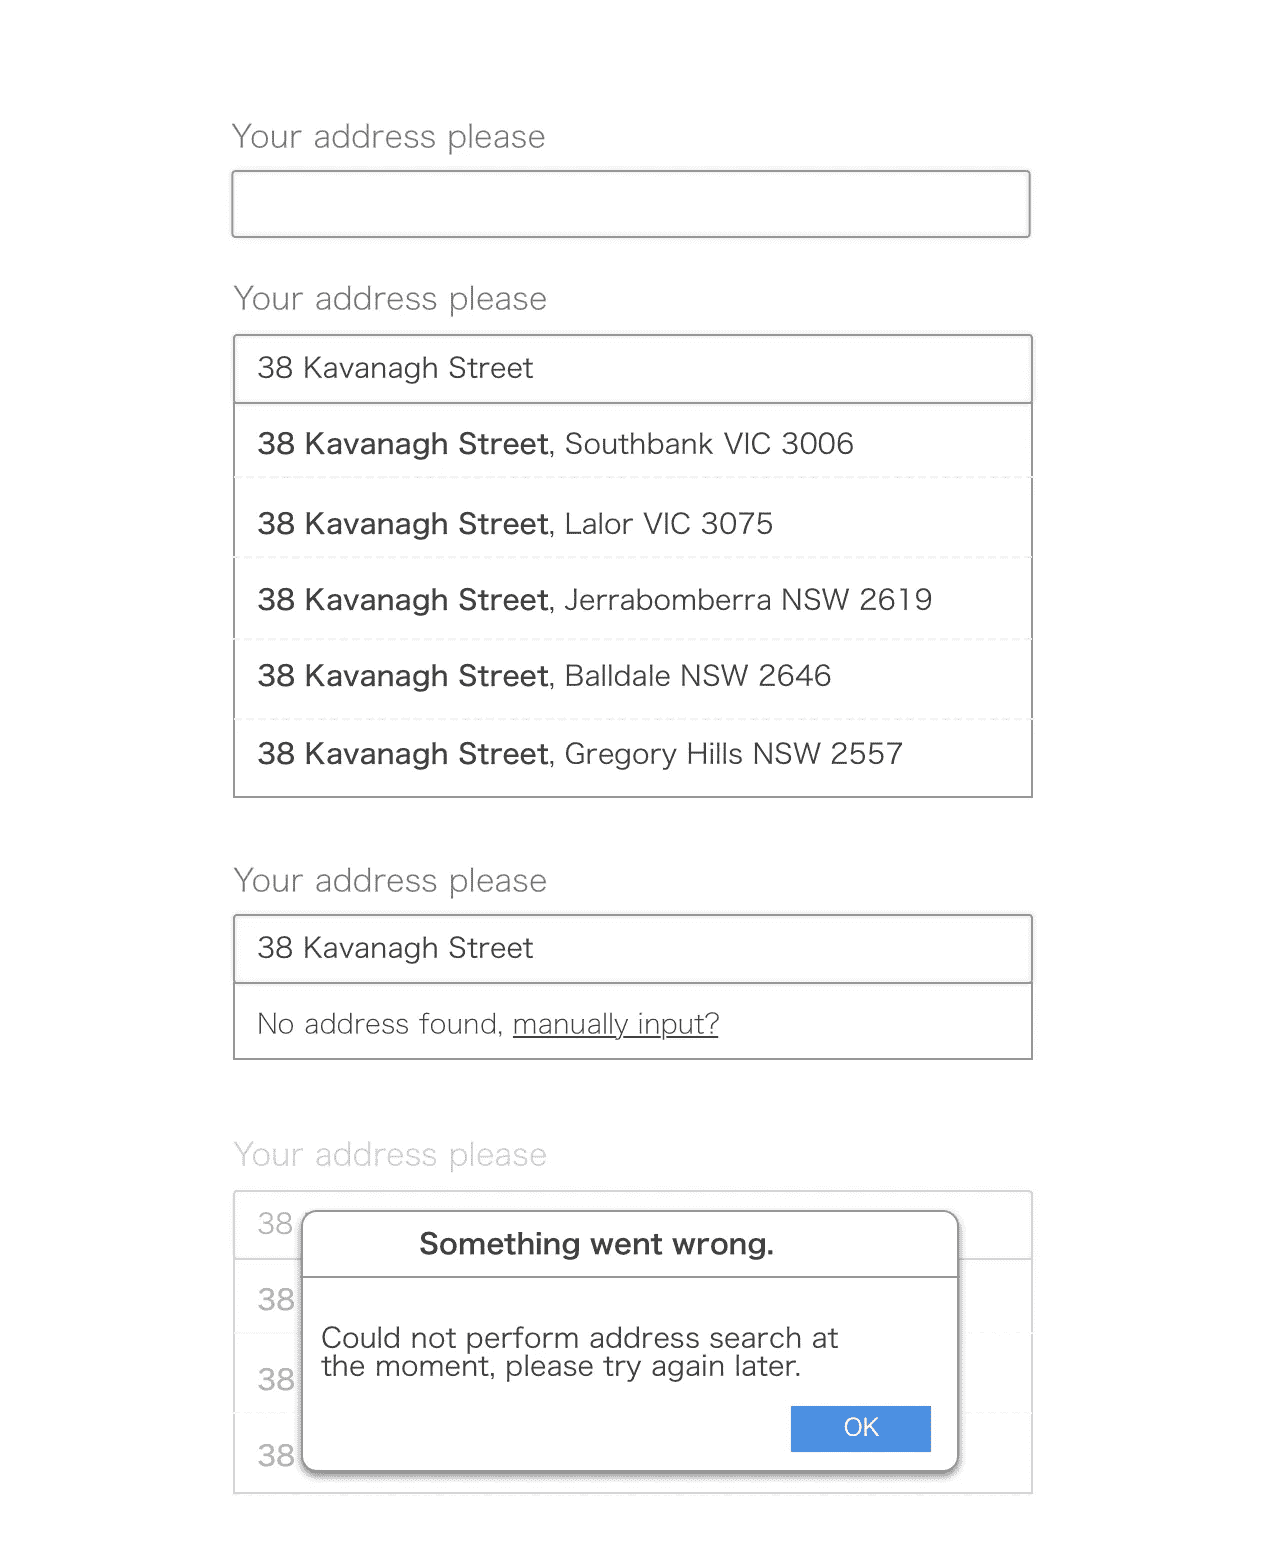 Your address please
Your address please
38 Kavanagh Street
38 Kavanagh Street, Southbank VIC 3006
38 Kavanagh Street, Lalor VIC 3075
38 Kavanagh Street, Jerrabomberra NSW 2619
38 Kavanagh Street, Balldale NSW 2646
38 Kavanagh Street, Gregory Hills NSW 2557
Your address please
38 Kavanagh Street
No address found, manually input?
Your address please
38
Something went wrong.
38
Could not perform address search at
the moment, please try again later.
38
OK
38